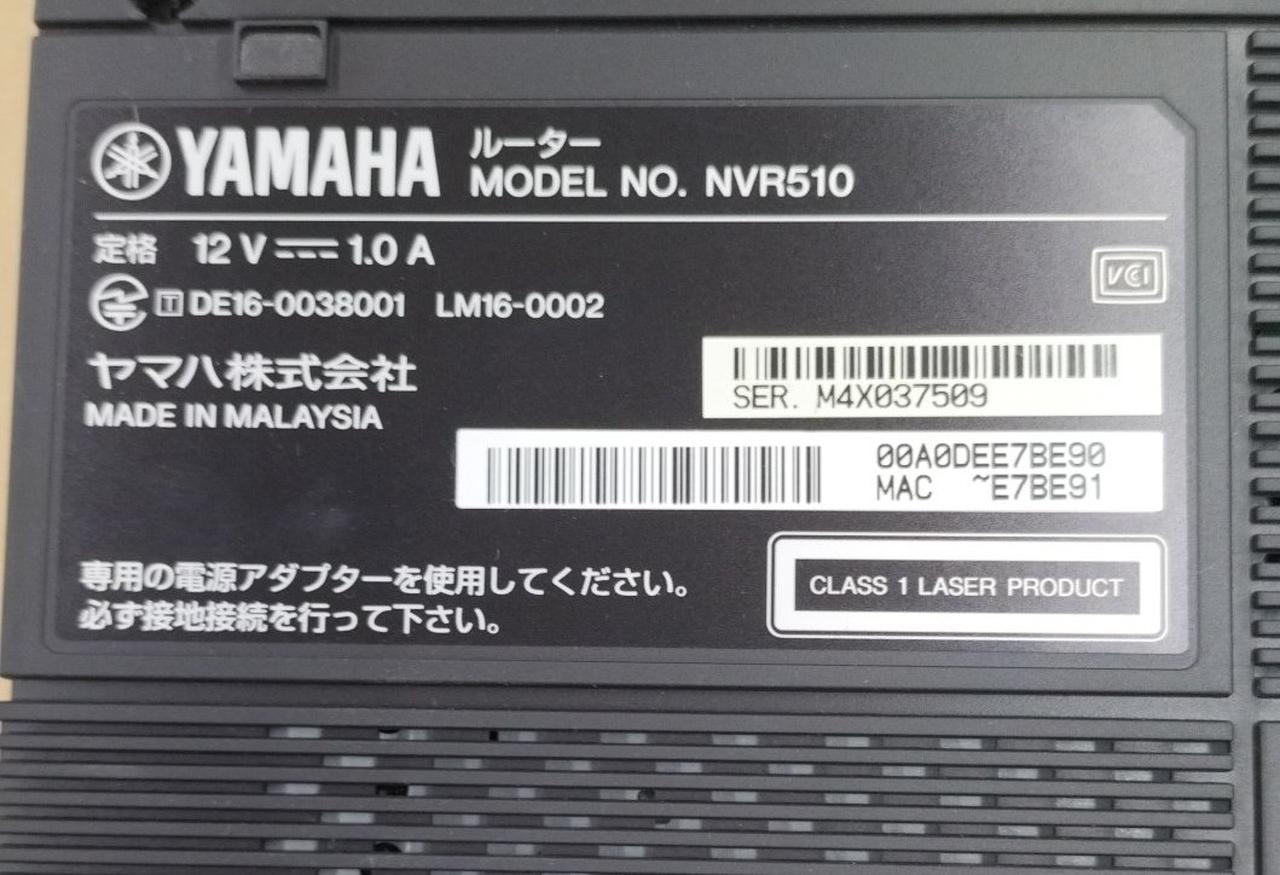 YAMAHA
ルーター
MODEL NO. NVR510
定格 12 V 1.0 A
T DE16-0038001 LM16-0002
VCCI
ヤマハ株式会社
MADE IN MALAYSIA
SER. M4X037509
00A0DEE7BE90
MAC ~E7BE91
専用の電源アダプターを使用してください。
必ず接地接続を行って下さい。
CLASS 1 LASER PRODUCT